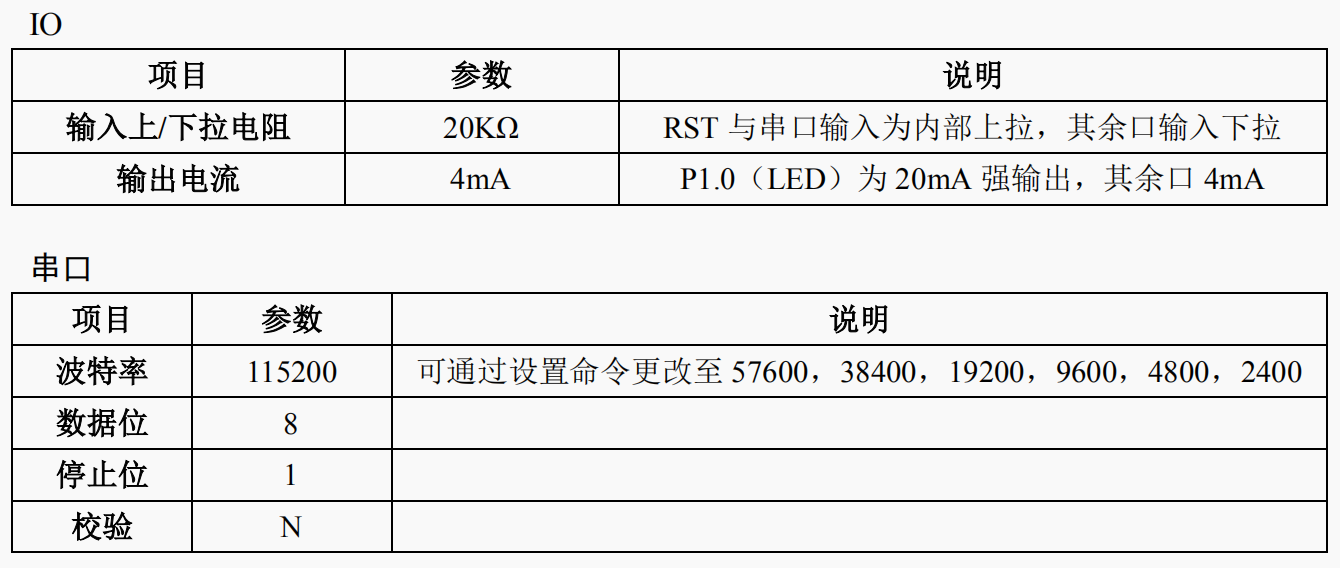 IO
项目 参数 说明
输入上/下拉电阻 20KΩ RST 与串口输入为内部上拉，其余口输入下拉
输出电流 4mA P1.0（LED）为 20mA 强输出，其余口 4mA
串口
项目 参数 说明
波特率 115200 可通过设置命令更改至 57600，38400，19200，9600，4800，2400
数据位 8
停止位 1
校验 N